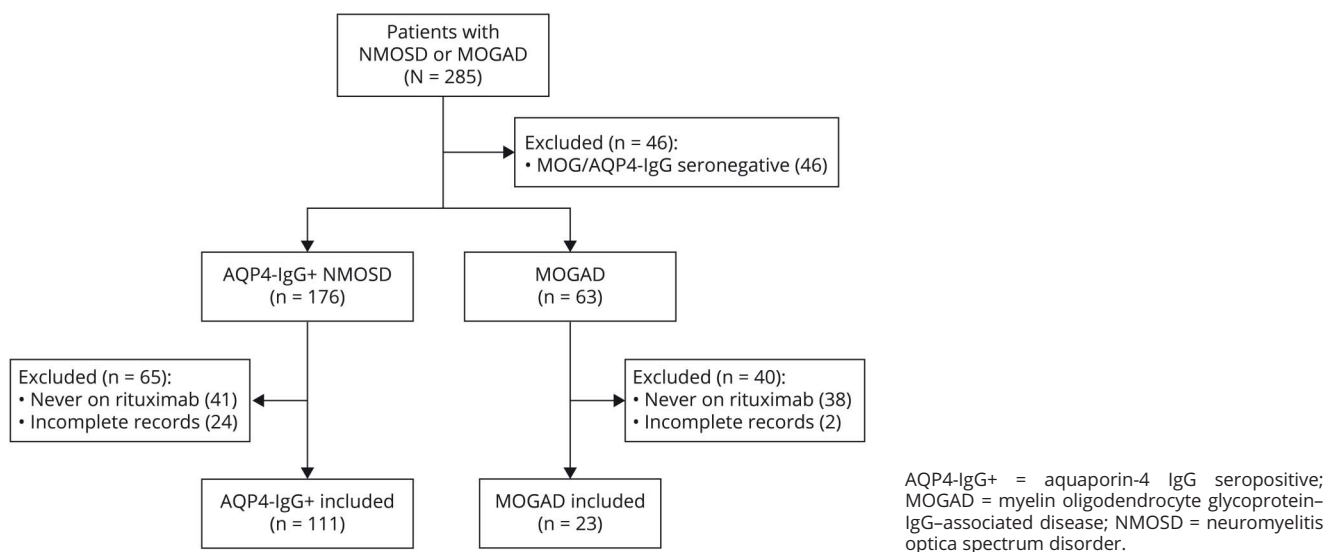 Patients with
NMOSD or MOGAD
(N = 285)
Excluded (n = 46):
• MOG/AQP4-IgG seronegative (46)
AQP4-IgG+ NMOSD
(n = 176)
MOGAD
(n = 63)
Excluded (n = 65):
• Never on rituximab (41)
• Incomplete records (24)
Excluded (n = 40):
• Never on rituximab (38)
• Incomplete records (2)
AQP4-IgG+ included
(n = 111)
MOGAD included
(n = 23)
AQP4-IgG+ = aquaporin-4 IgG seropositive;
MOGAD = myelin oligodendrocyte glycoprotein–
IgG–associated disease; NMOSD = neuromyelitis
optica spectrum disorder.